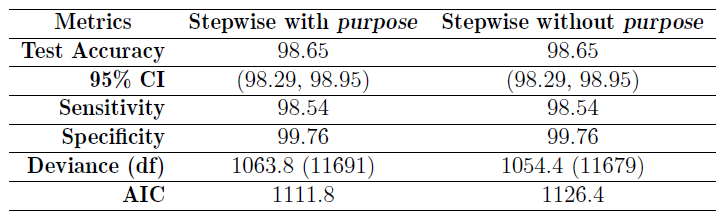 Metrics Stepwise with purpose Stepwise without purpose
Test Accuracy 98.65 98.65
95% CI (98.29, 98.95) (98.29, 98.95)
Sensitivity 98.54 98.54
Specificity 99.76 99.76
Deviance (df) 1063.8 (11691) 1054.4 (11679)
AIC 1111.8 1126.4